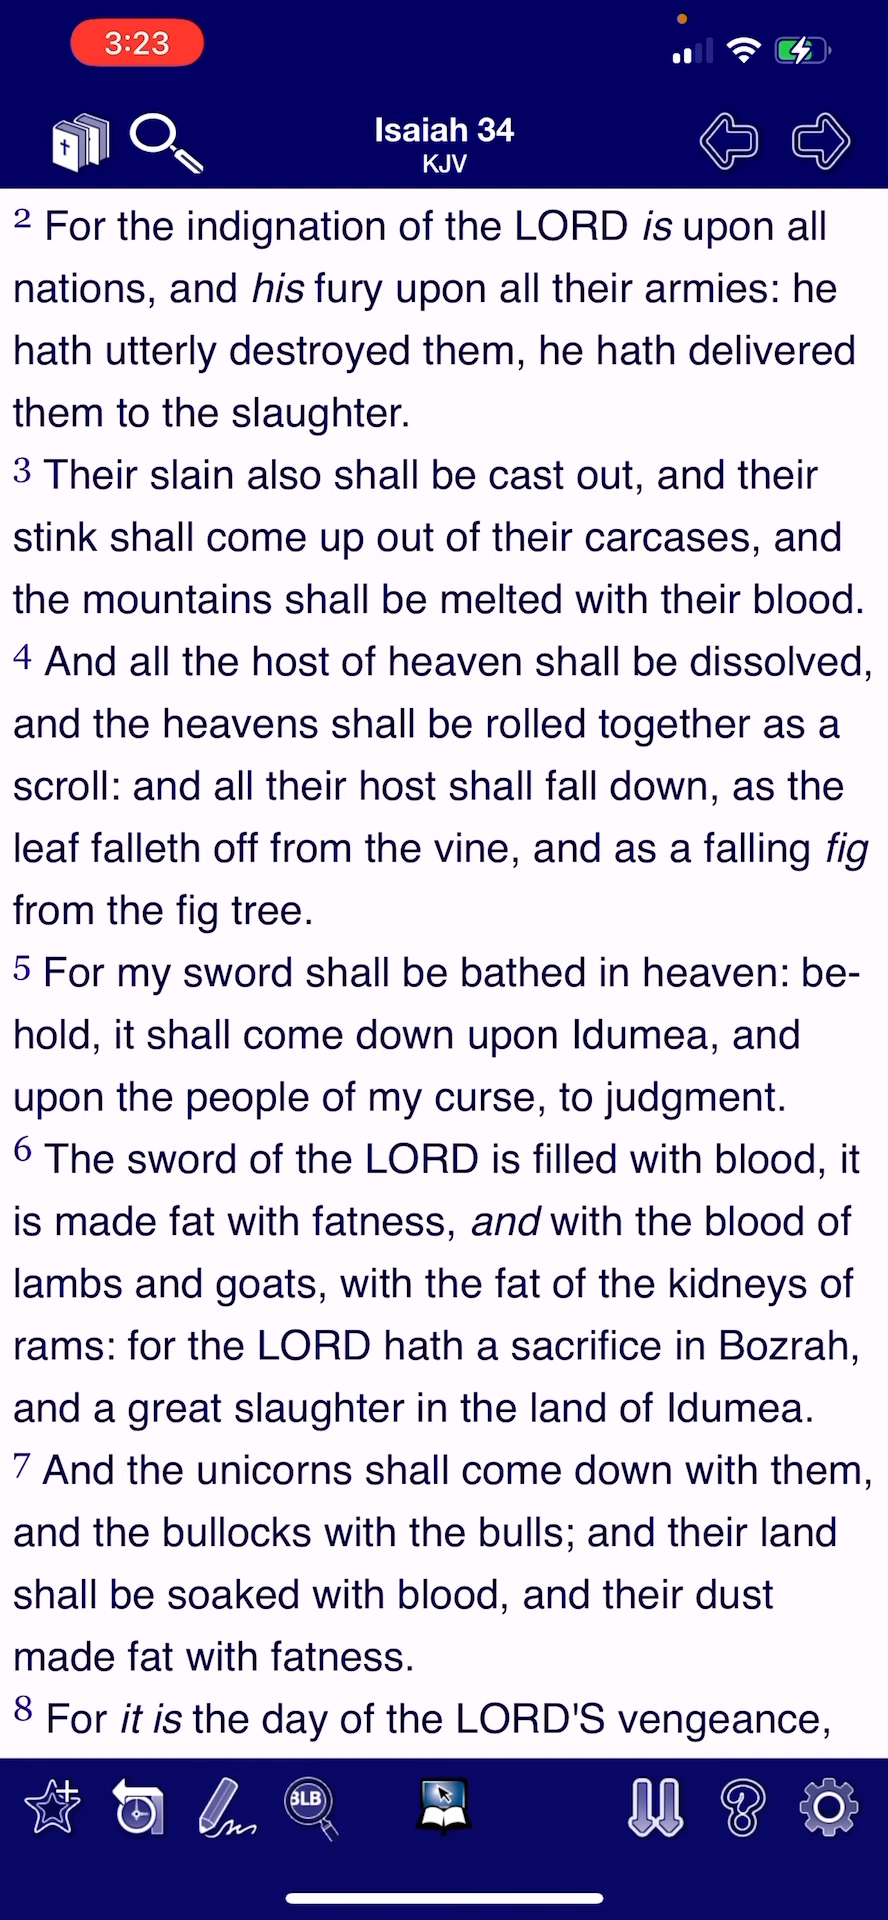 3:23
Isaiah 34
KJV
2 For the indignation of the LORD is upon all
nations, and his fury upon all their armies: he
hath utterly destroyed them, he hath delivered
them to the slaughter.
3 Their slain also shall be cast out, and their
stink shall come up out of their carcases, and
the mountains shall be melted with their blood.
4 And all the host of heaven shall be dissolved,
and the heavens shall be rolled together as a
scroll: and all their host shall fall down, as the
leaf falleth off from the vine, and as a falling fig
from the fig tree.
5 For my sword shall be bathed in heaven: be-
hold, it shall come down upon Idumea, and
upon the people of my curse, to judgment.
6 The sword of the LORD is filled with blood, it
is made fat with fatness, and with the blood of
lambs and goats, with the fat of the kidneys of
rams: for the LORD hath a sacrifice in Bozrah,
and a great slaughter in the land of Idumea.
7 And the unicorns shall come down with them,
and the bullocks with the bulls; and their land
shall be soaked with blood, and their dust
made fat with fatness.
8 For it is the day of the LORD'S vengeance,
BLB